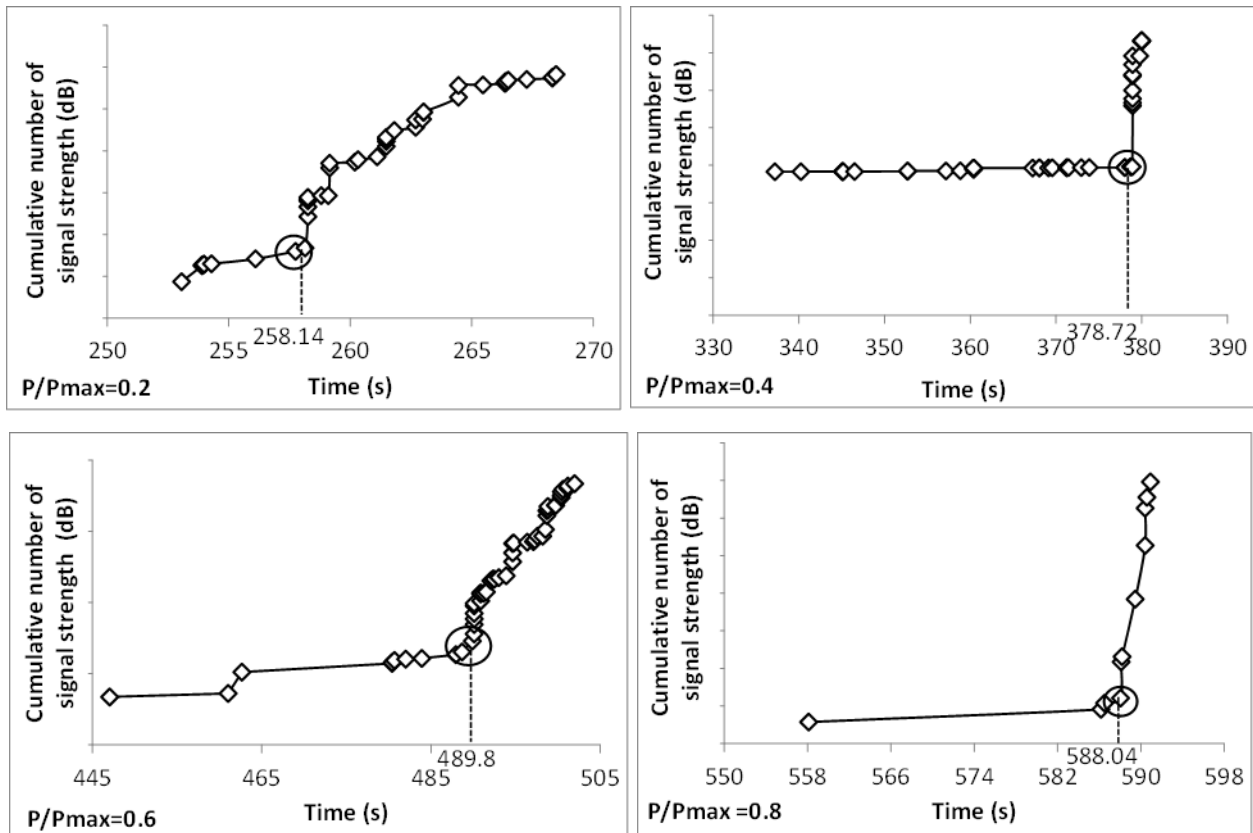 Cumulative number of
signal strength (dB)
258.14
250 255 260 265 270
P/Pmax=0.2 Time (s)
Cumulative number of
signal strength (dB)
378.72
330 340 350 360 370 380 390
P/Pmax=0.4 Time (s)
Cumulative number of
signal strength (dB)
489.8
445 465 485 505
P/Pmax=0.6 Time (s)
Cumulative number of
signal strength (dB)
588.04
550 558 566 574 582 590 598
P/Pmax =0.8 Time (s)